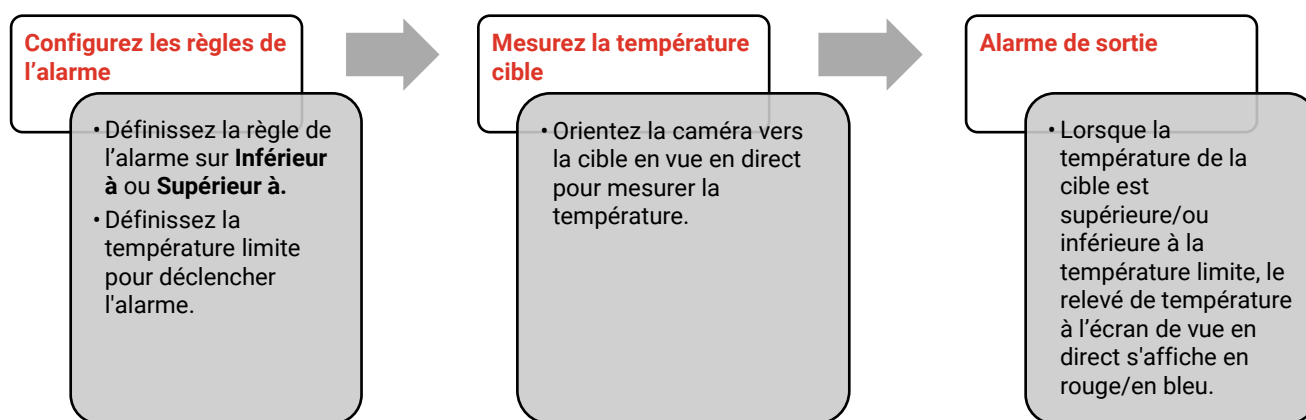 Configurez les règles de
l’alarme
• Définissez la règle de
l’alarme sur Inférieur
à ou Supérieur à.
• Définissez la
température limite
pour déclencher
l'alarme.
Mesurez la température
cible
• Orientez la caméra vers
la cible en vue en direct
pour mesurer la
température.
Alarme de sortie
• Lorsque la
température de la
cible est
supérieure/ou
inférieure à la
température limite, le
relevé de température
à l’écran de vue en
direct s'affiche en
rouge/en bleu.